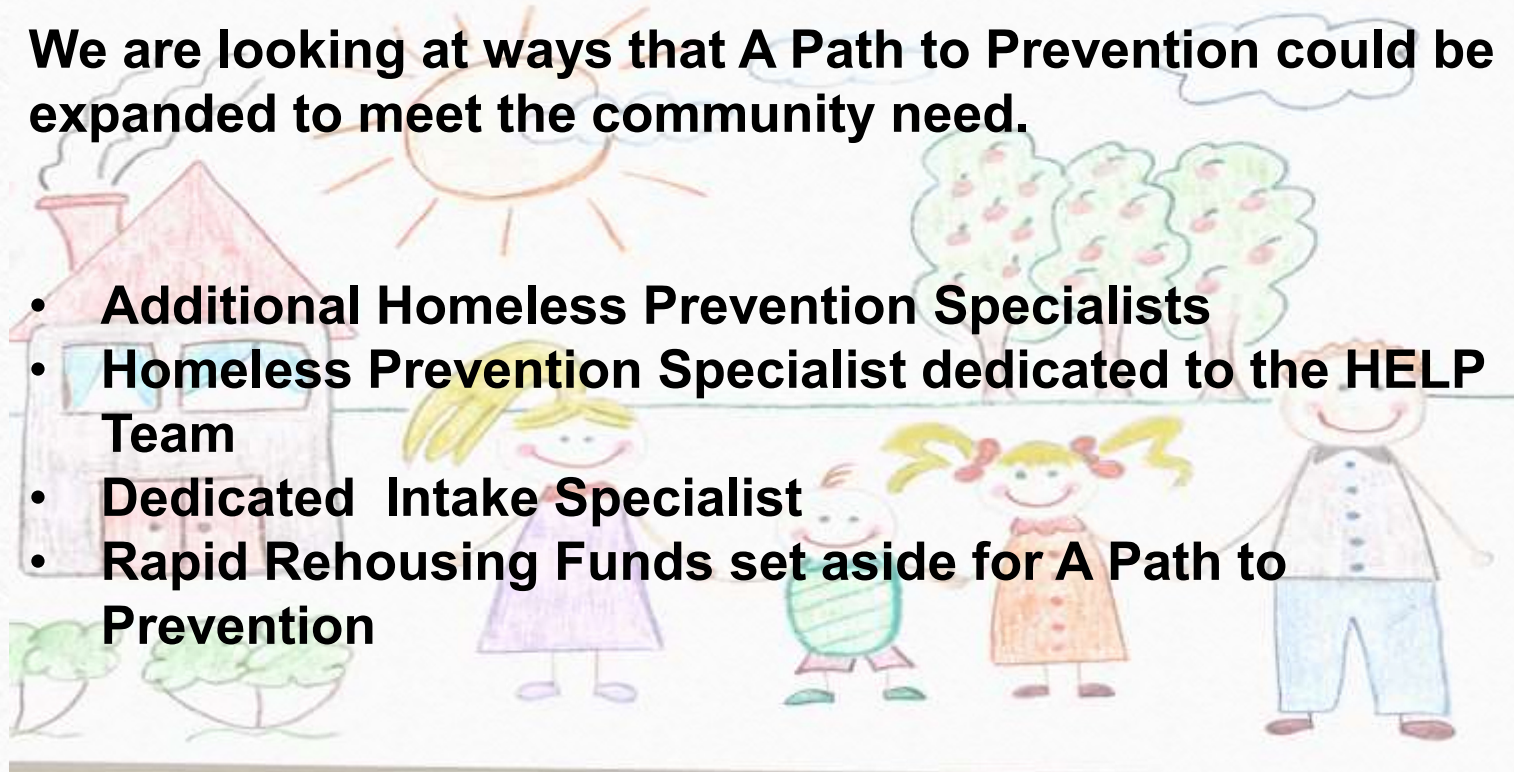 We are looking at ways that A Path to Prevention could be
expanded to meet the community need.
• Additional Homeless Prevention Specialists
• Homeless Prevention Specialist dedicated to the HELP
Team
• Dedicated  Intake Specialist
• Rapid Rehousing Funds set aside for A Path to
Prevention